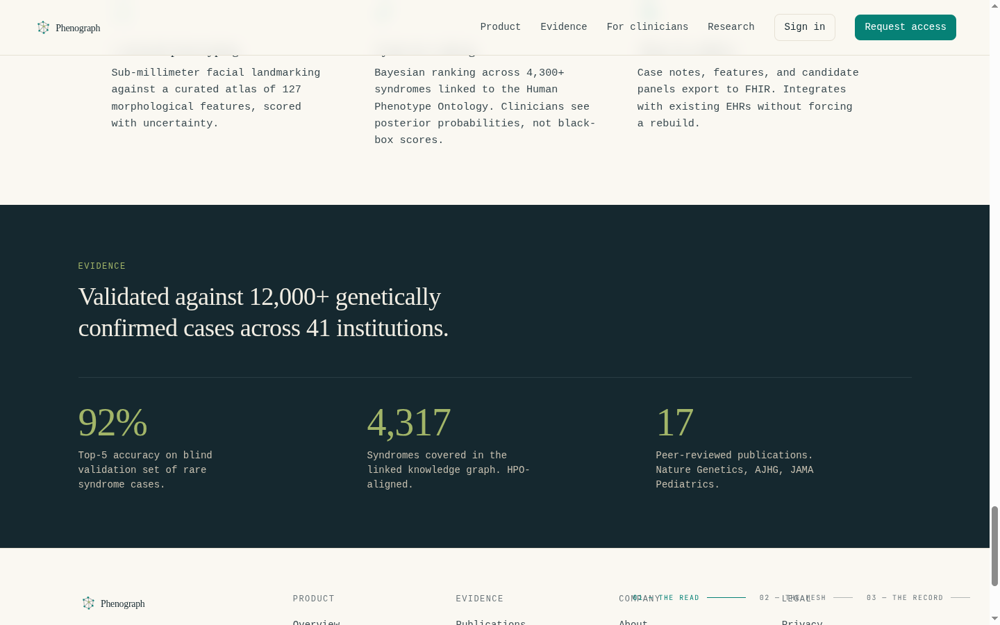 Phenograph
Product
Evidence
For clinicians
Research
Sign in
Request access
Sub-millimeter facial landmarking
against a curated atlas of 127
morphological features, scored
with uncertainty.
Bayesian ranking across 4,300+
syndromes linked to the Human
Phenotype Ontology. Clinicians see
posterior probabilities, not black-
box scores.
Case notes, features, and candidate
panels export to FHIR. Integrates
with existing EHRs without forcing
a rebuild.
EVIDENCE
Validated against 12,000+ genetically
confirmed cases across 41 institutions.
92%
Top-5 accuracy on blind
validation set of rare
syndrome cases.
4,317
Syndromes covered in the
linked knowledge graph. HPO-
aligned.
17
Peer-reviewed publications.
Nature Genetics, AJHG, JAMA
Pediatrics.
Phenograph
PRODUCT
Overview
EVIDENCE
Publications
COMPANY
About
LEGAL
Privacy
01 — THE READ
02 — THE MESH
03 — THE RECORD